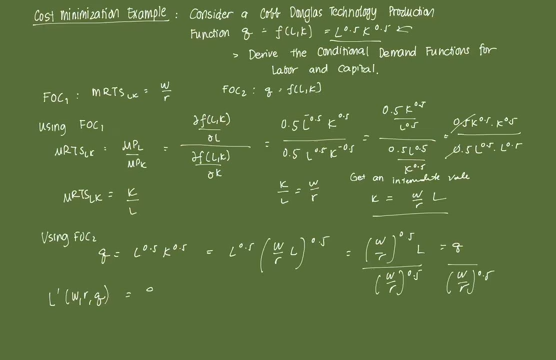 Cost Minimization Example : Consider a Cobb Douglas Technology Production
Function q = f(L,K) = L^0.5 K^0.5
> Derive the Conditional Demand Functions for
Labor and Capital.
FOC₁ : MRTS_LK = w/r FOC₂ : q = f(L,K)
Using FOC₁
MRTS_LK = MP_L/MP_K = (∂f(L,K)/∂L)/(∂f(L,K)/∂K) = (0.5 L^-0.5 K^0.5)/(0.5 L^0.5 K^-0.5) = (0.5 K^0.5/L^0.5)/(0.5 L^0.5/K^0.5) = (0.5 K^0.5 · K^0.5)/(0.5 L^0.5 · L^0.5)
MRTS_LK = K/L K/L = w/r
Get an intermediate value
K = w/r L
Using FOC₂
q = L^0.5 K^0.5 = L^0.5 (w/r L)^0.5 = (w/r)^0.5 L/(w/r)^0.5 = q/(w/r)^0.5
L'(w,r,q) =